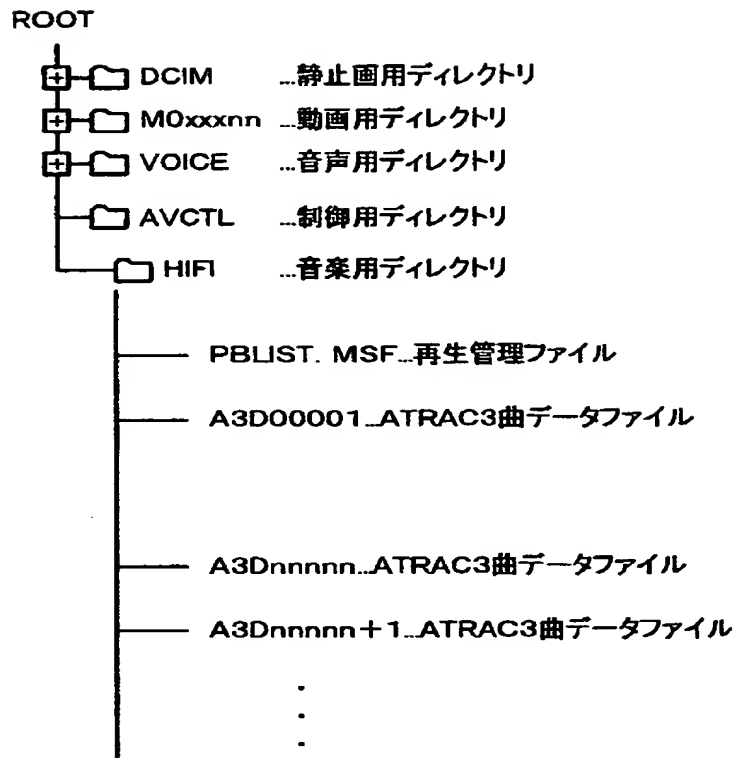 ROOT
DCIM ...静止画用ディレクトリ
M0xxxnn ...動画用ディレクトリ
VOICE ...音声用ディレクトリ
AVCTL ...制御用ディレクトリ
HIFI ...音楽用ディレクトリ
PBLIST. MSF...再生管理ファイル
A3D00001...ATRAC3曲データファイル
A3Dnnnnn...ATRAC3曲データファイル
A3Dnnnnn+1...ATRAC3曲データファイル